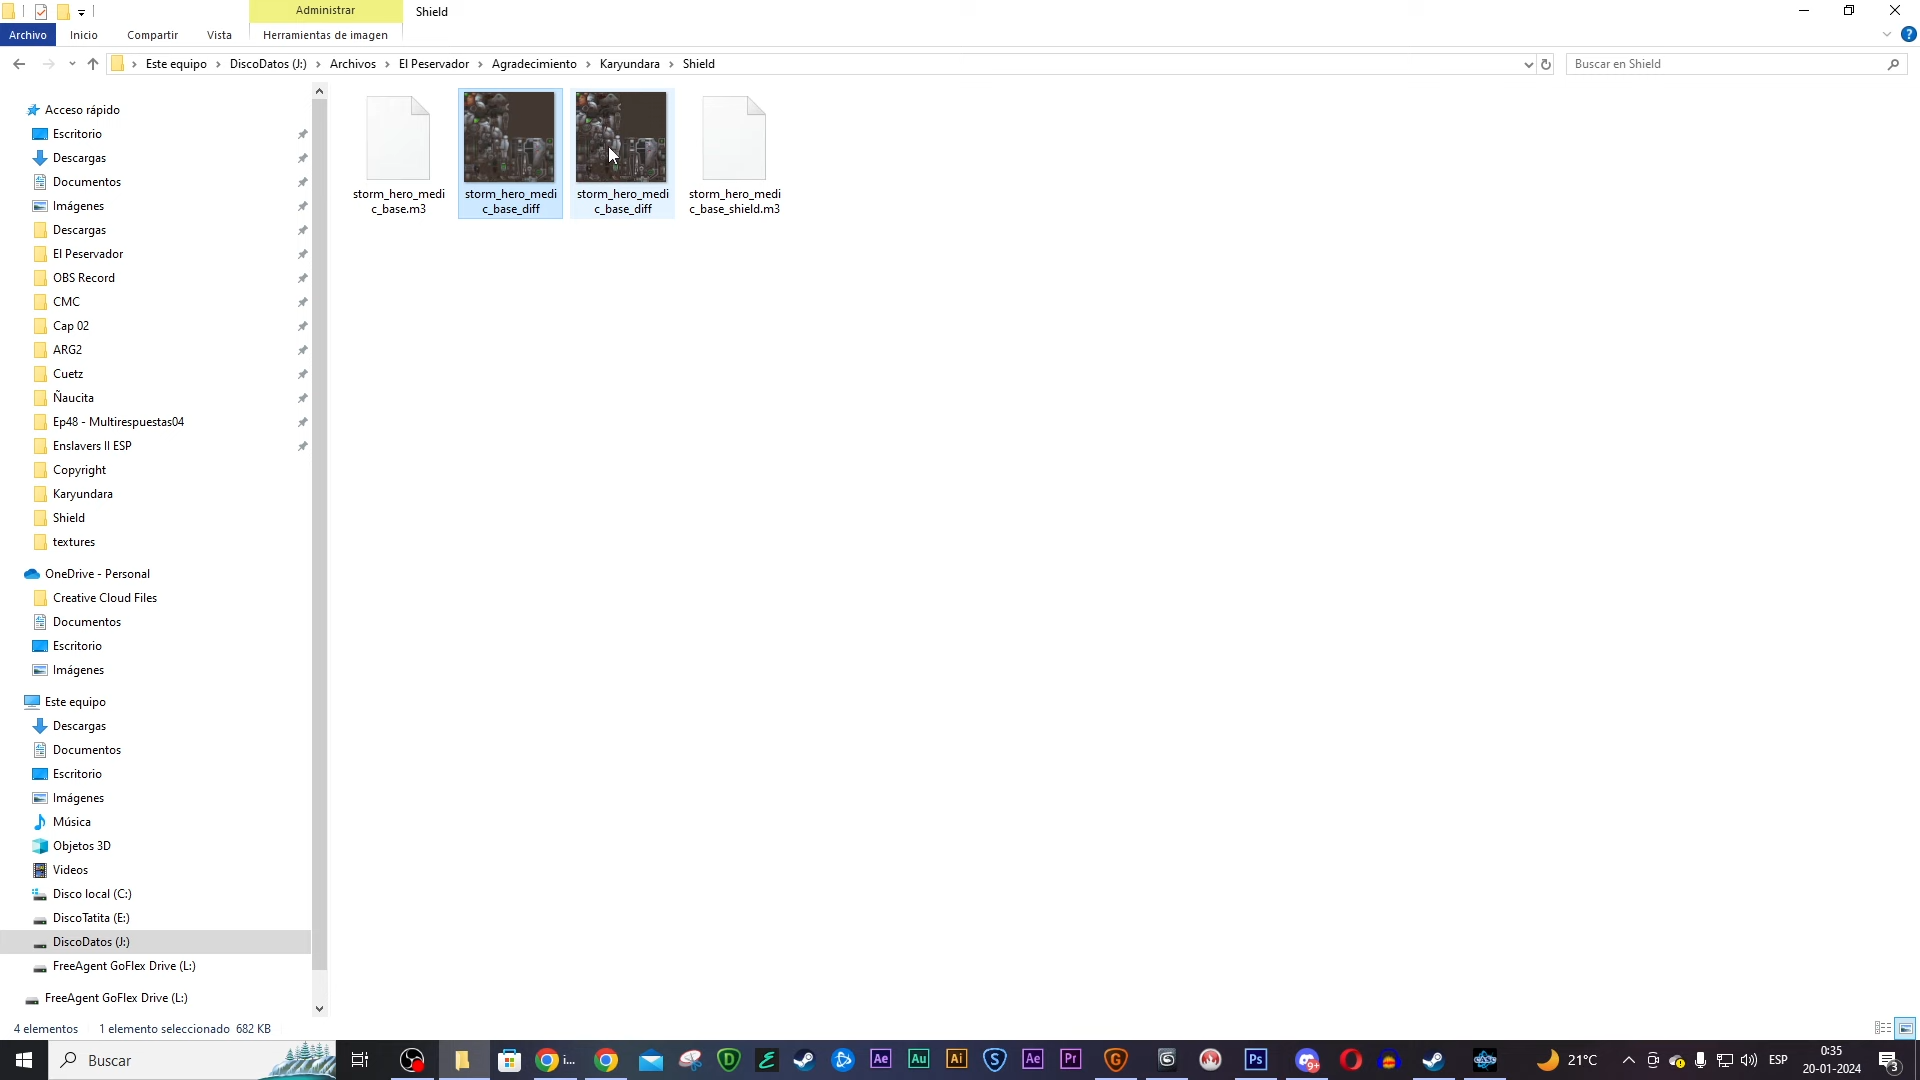 Administrar
Shield
Archivo
Inicio
Compartir
Vista
Herramientas de imagen
Este equipo
DiscoDatos (J:)
Archivos
El Peservador
Agradecimiento
Karyundara
Shield
Buscar en Shield
Acceso rápido
Escritorio
Descargas
Documentos
Imágenes
Descargas
El Peservador
OBS Record
CMC
Cap 02
ARG2
Cuetz
Ñaucita
Ep48 - Multirespuestas04
Enslavers II ESP
Copyright
Karyundara
Shield
textures
OneDrive - Personal
Creative Cloud Files
Documentos
Escritorio
Imágenes
Este equipo
Descargas
Documentos
Escritorio
Imágenes
Música
Objetos 3D
Videos
Disco local (C:)
DiscoTatita (E:)
DiscoDatos (J:)
FreeAgent GoFlex Drive (L:)
FreeAgent GoFlex Drive (L:)
storm_hero_medi
c_base.m3
storm_hero_medi
c_base_diff
storm_hero_medi
c_base_diff
storm_hero_medi
c_base_shield.m3
4 elementos
1 elemento seleccionado 682 KB
Buscar
i...
Ae
Au
Ai
Ae
Pr
Ps
9+
21°C
ESP
0:35
20-01-2024
3